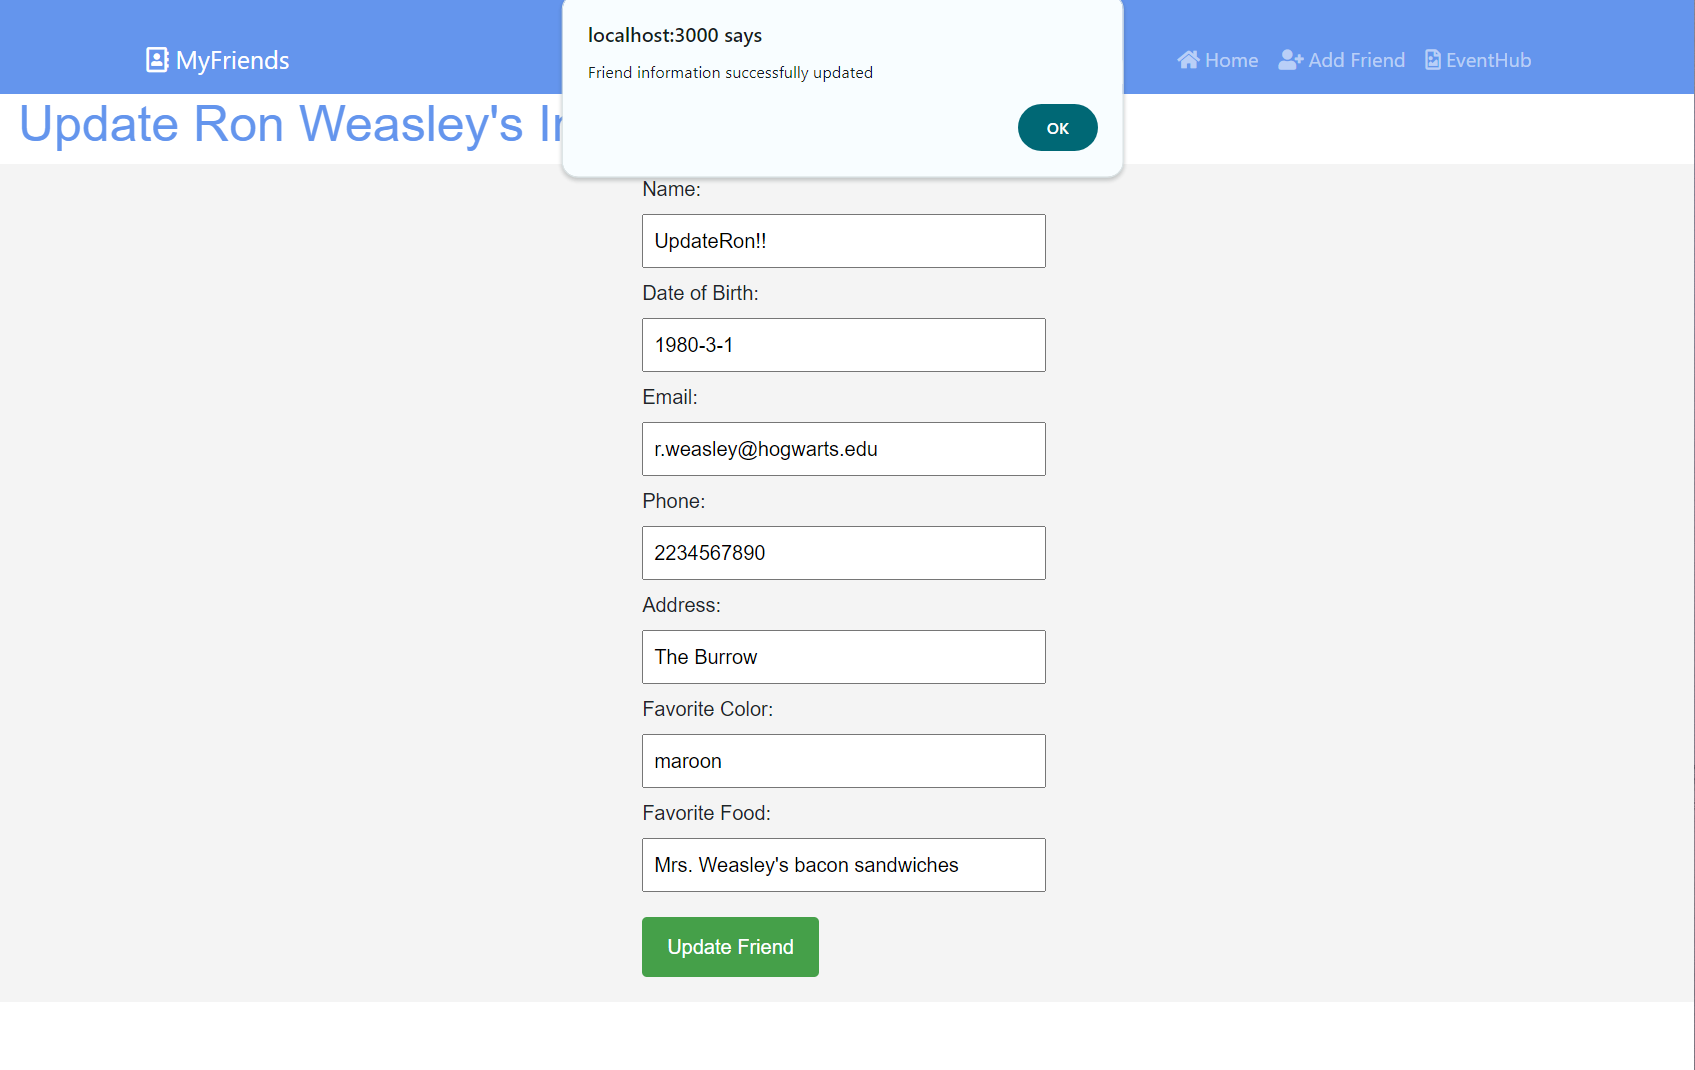 localhost:3000 says
Friend information successfully updated
OK
MyFriends
Home Add Friend EventHub
Update Ron Weasley's
Name:
UpdateRon!!
Date of Birth:
1980-3-1
Email:
r.weasley@hogwarts.edu
Phone:
2234567890
Address:
The Burrow
Favorite Color:
maroon
Favorite Food:
Mrs. Weasley's bacon sandwiches
Update Friend